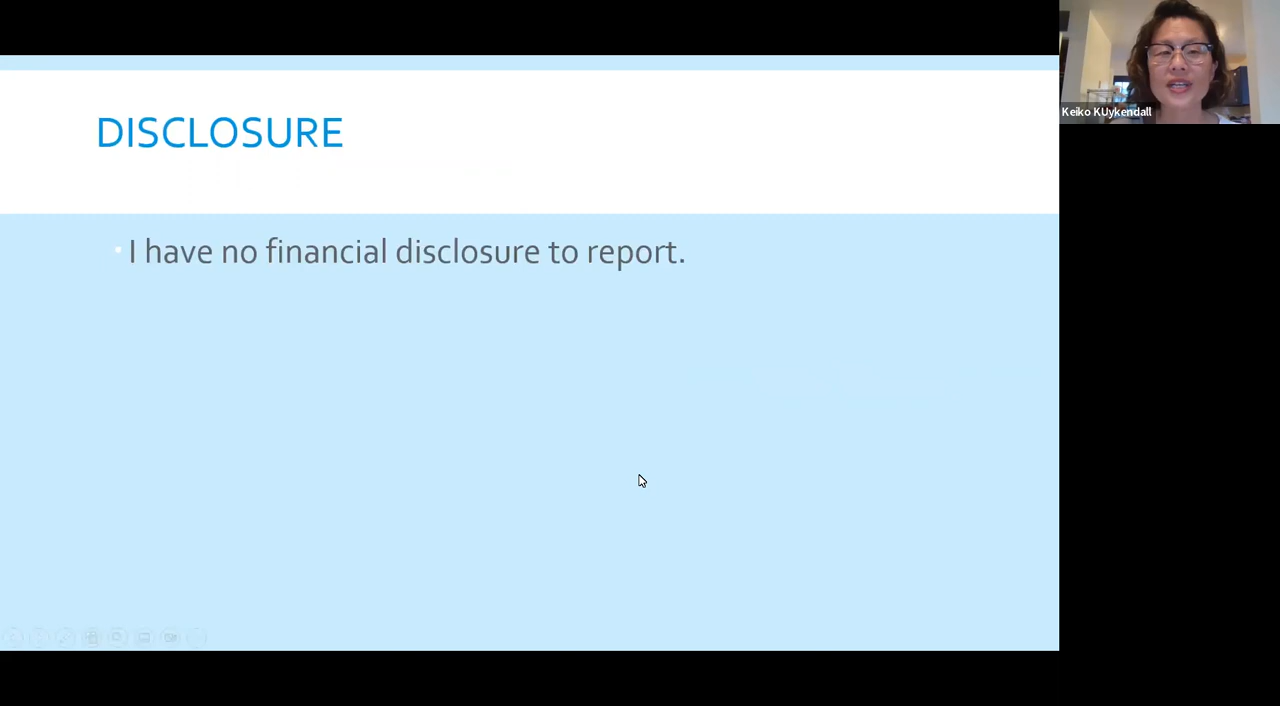 DISCLOSURE
I have no financial disclosure to report.
Keiko KUykendall